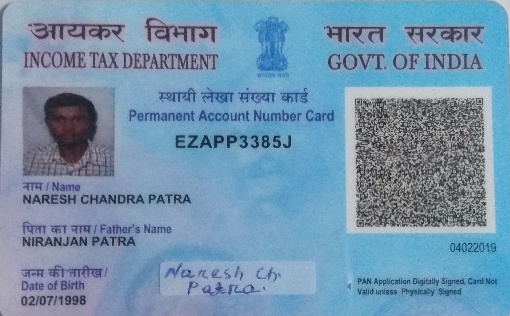 आयकर विभाग
INCOME TAX DEPARTMENT
भारत सरकार
GOVT. OF INDIA
सत्यमेव जयते
स्थायी लेखा संख्या कार्ड
Permanent Account Number Card
EZAPP3385J
नाम / Name
NARESH CHANDRA PATRA
पिता का नाम / Father's Name
NIRANJAN PATRA
जन्म की तारीख /
Date of Birth
02/07/1998
Naresh Ch.
Patra.
04022019
PAN Application Digitally Signed, Card Not
Valid unless Physically Signed